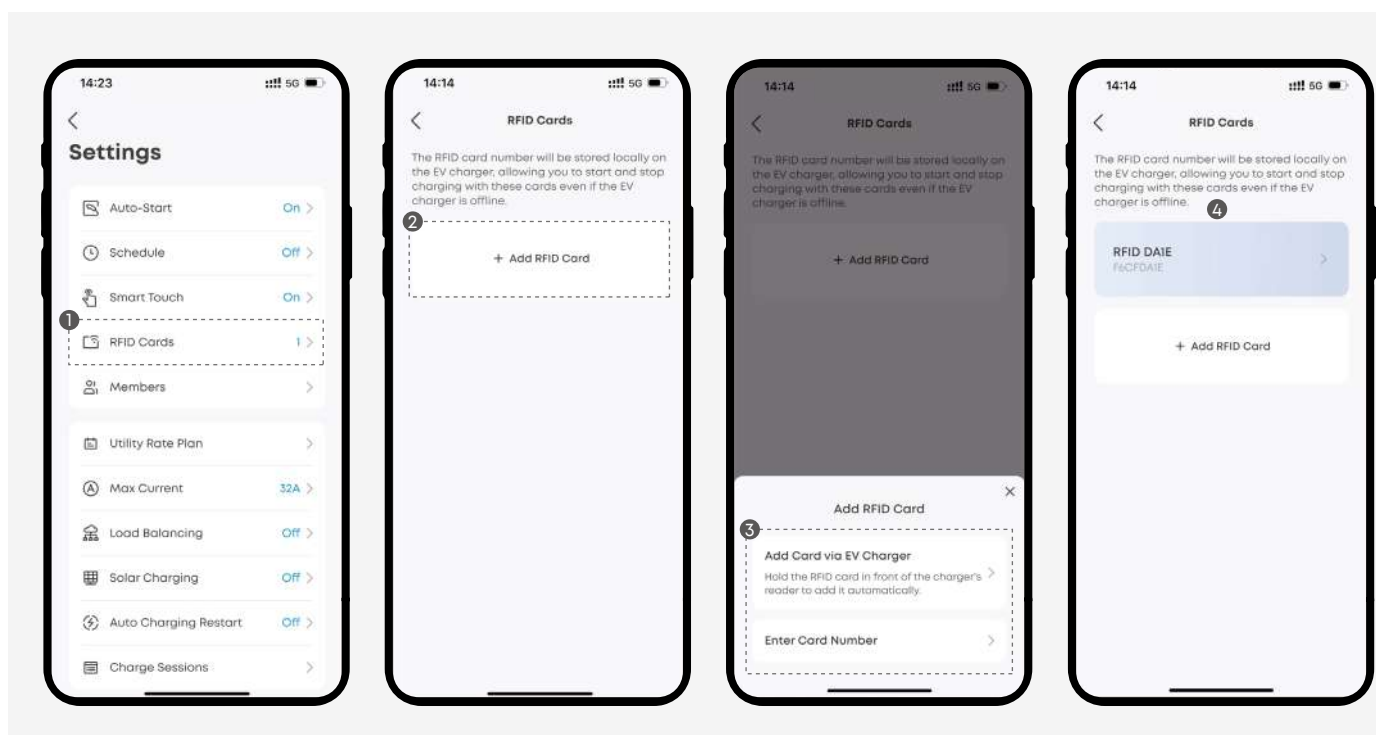 14:23 5G
Settings
Auto-Start On
Schedule Off
Smart Touch On
1
RFID Cards 1
Members
Utility Rate Plan
Max Current 32A
Load Balancing Off
Solar Charging Off
Auto Charging Restart Off
Charge Sessions
14:14 5G
RFID Cards
The RFID card number will be stored locally on
the EV charger, allowing you to start and stop
charging with these cards even if the EV
charger is offline.
2
+ Add RFID Card
14:14 5G
RFID Cards
The RFID card number will be stored locally on
the EV charger, allowing you to start and stop
charging with these cards even if the EV
charger is offline.
+ Add RFID Card
Add RFID Card
3
Add Card via EV Charger
Hold the RFID card in front of the charger's
reader to add it automatically.
Enter Card Number
14:14 5G
RFID Cards
The RFID card number will be stored locally on
the EV charger, allowing you to start and stop
charging with these cards even if the EV
charger is offline.
4
RFID DA1E
F6CFDA1E
+ Add RFID Card